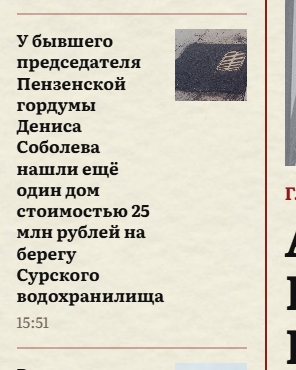 У бывшего
председателя
Пензенской
гордумы
Дениса
Соболева
нашли ещё
один дом
стоимостью 25
млн рублей на
берегу
Сурского
водохранилища
15:51